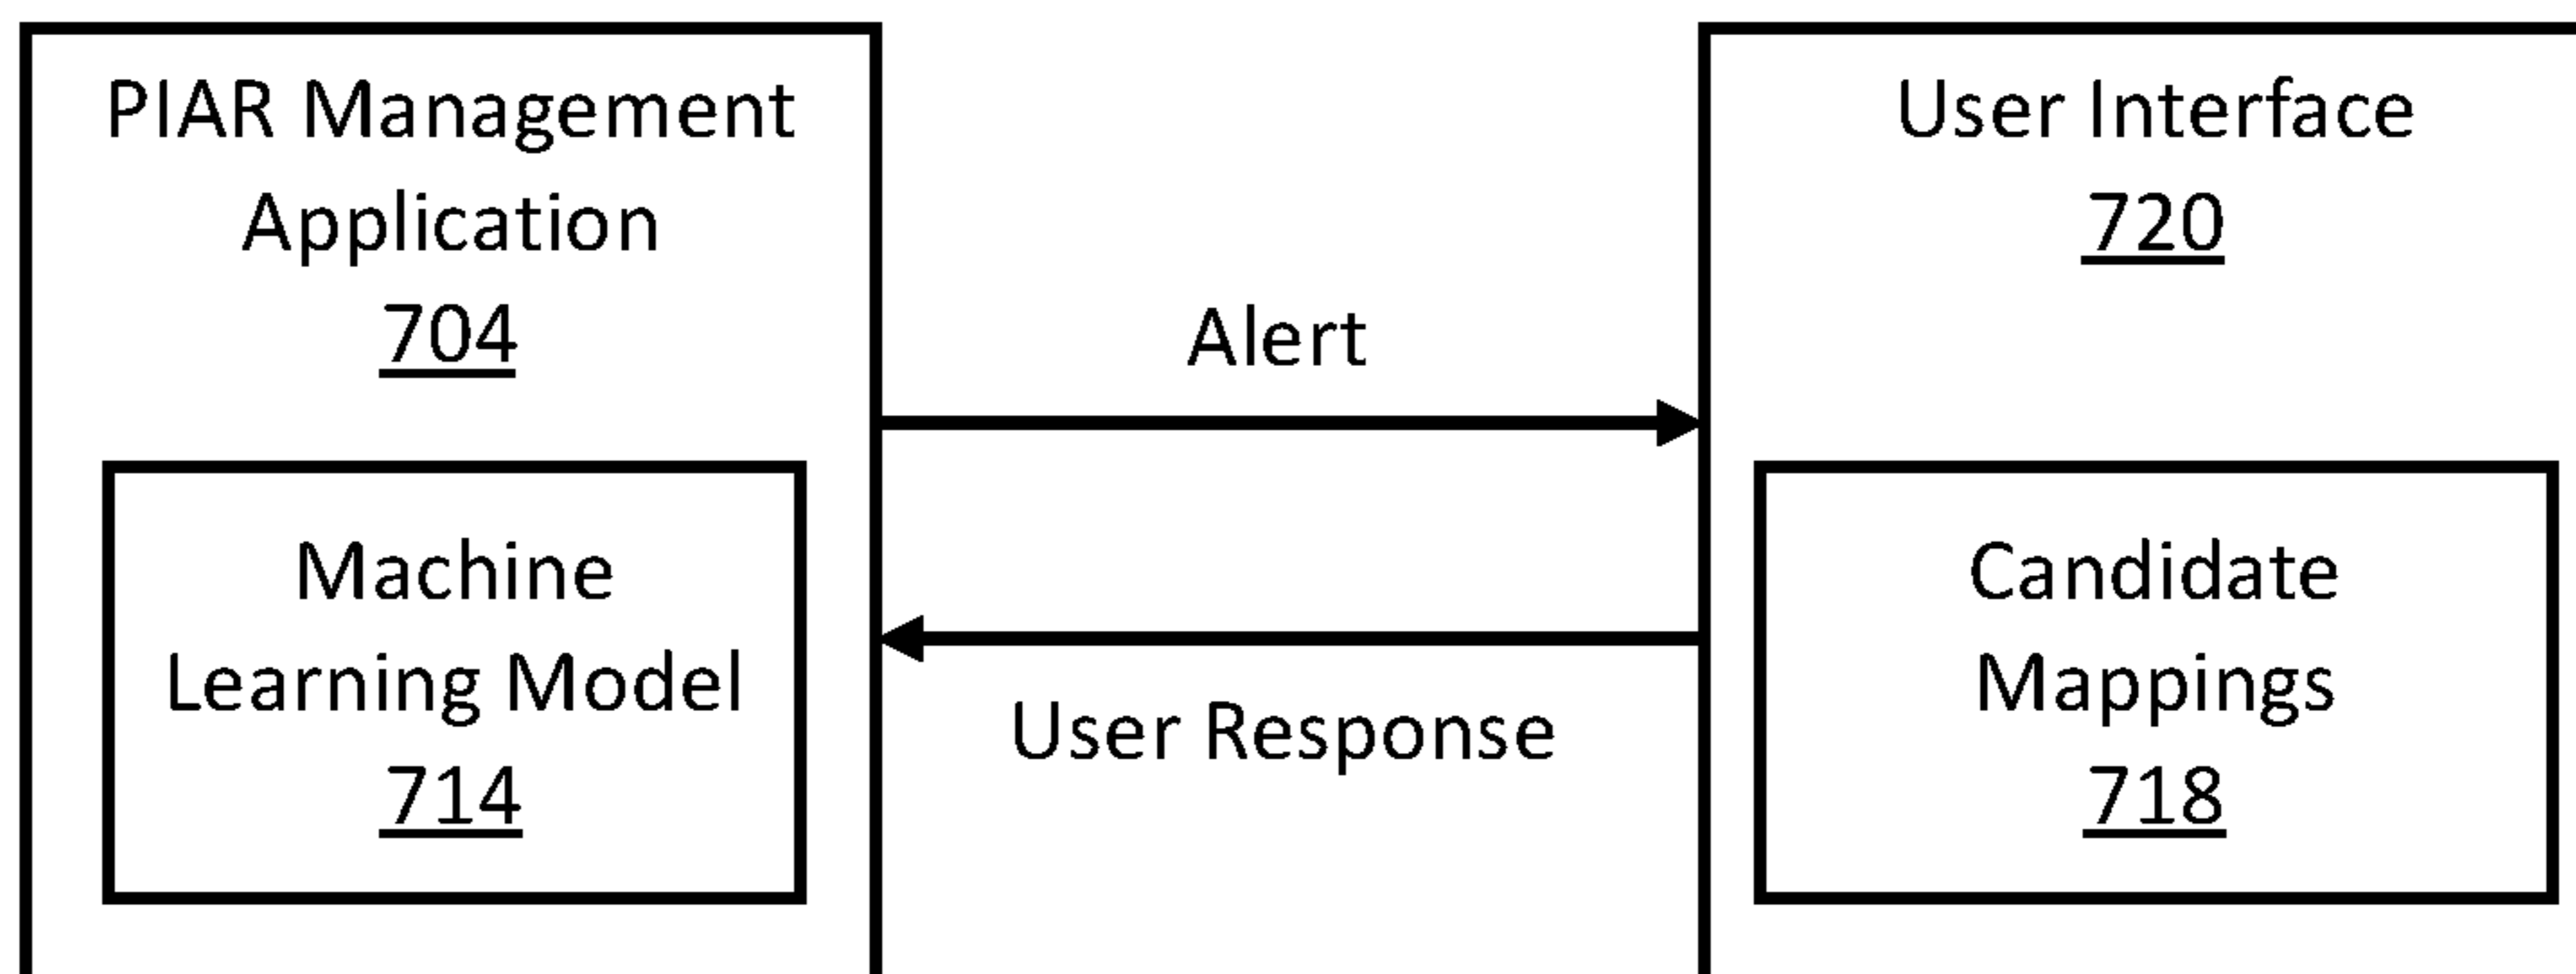 PIAR Management
Application
704
Machine
Learning Model
714
Alert
User Response
User Interface
720
Candidate
Mappings
718